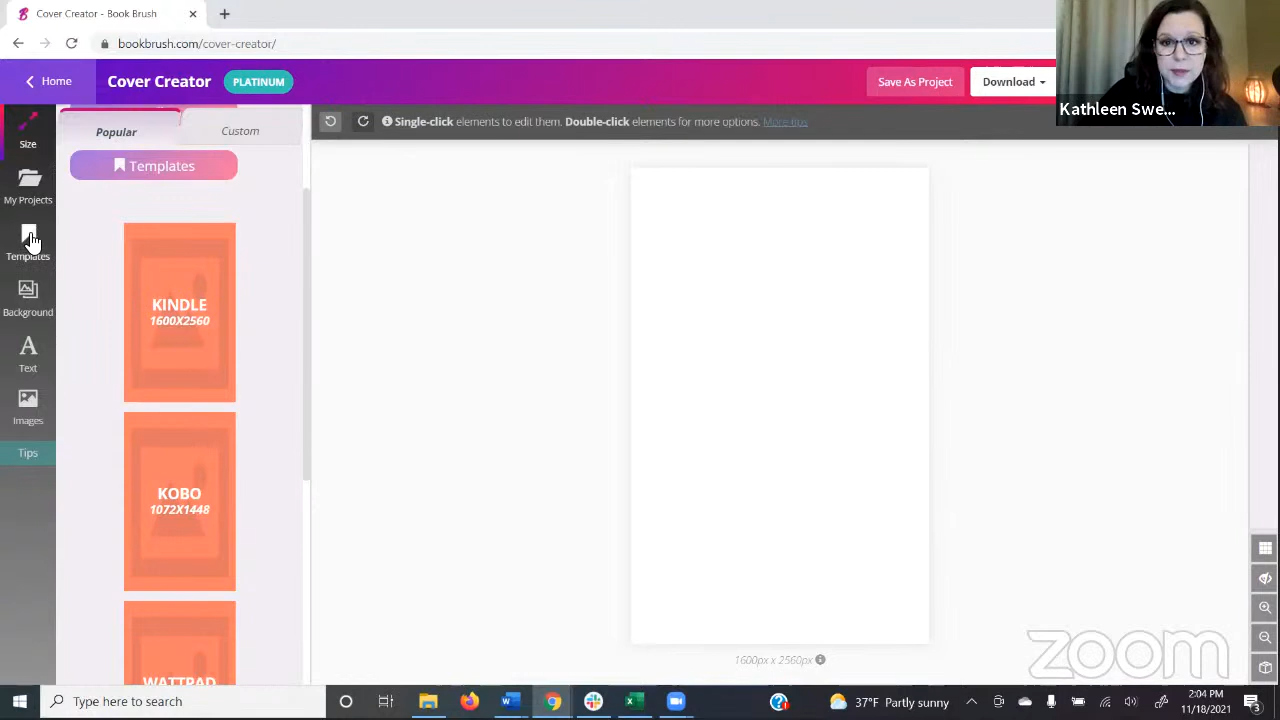 Cover Creator - Book Brush
bookbrush.com/cover-creator/
Home
Cover Creator
PLATINUM
Save As Project
Download
Kathleen Swe...
Size
My Projects
Templates
Background
Text
Images
Tips
Popular
Custom
Templates
KINDLE
1600X2560
KOBO
1072X1448
WATTPAD
Single-click elements to edit them. Double-click elements for more options. More tips
1600px x 2560px
zoom
Type here to search
37°F Partly sunny
2:04 PM
11/18/2021
3